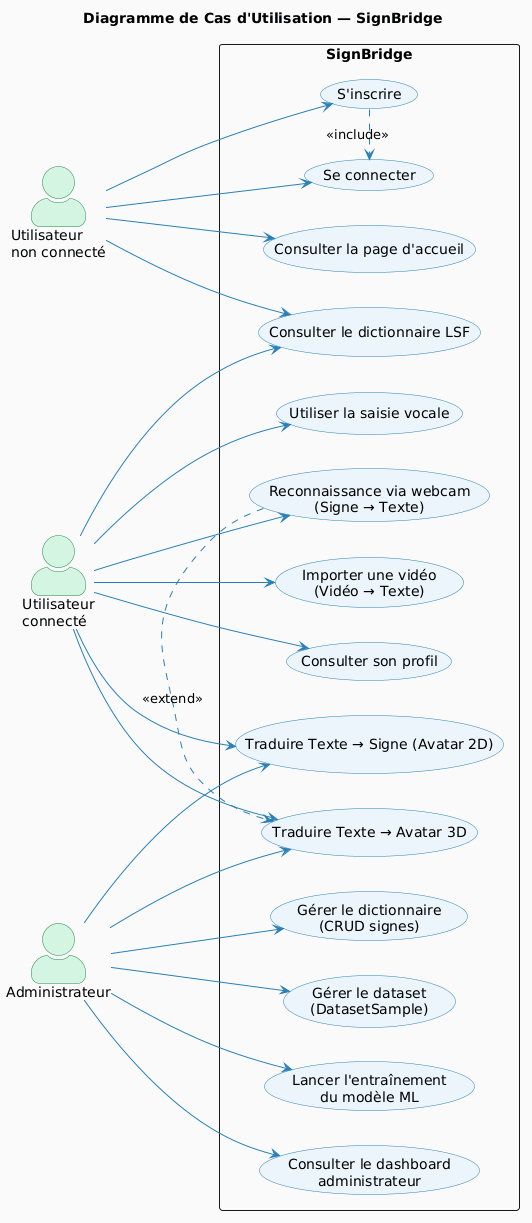 Diagramme de Cas d'Utilisation — SignBridge
SignBridge
S'inscrire
«include»
Se connecter
Utilisateur
non connecté
Consulter la page d'accueil
Consulter le dictionnaire LSF
Utiliser la saisie vocale
Reconnaissance via webcam
(Signe → Texte)
Importer une vidéo
(Vidéo → Texte)
Utilisateur
connecté
Consulter son profil
«extend»
Traduire Texte → Signe (Avatar 2D)
Traduire Texte → Avatar 3D
Gérer le dictionnaire
(CRUD signes)
Administrateur
Gérer le dataset
(DatasetSample)
Lancer l'entraînement
du modèle ML
Consulter le dashboard
administrateur